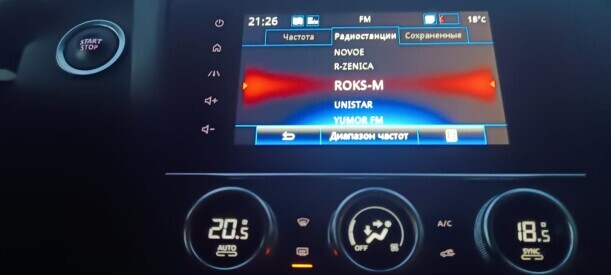 START
STOP
21:26 FM 18°C
Частота Радиостанции Сохраненные
NOVOE
R-ZENICA
ROKS-M
UNISTAR
YUMOR FM
Диапазон частот
20.5 A/C 18.5
AUTO OFF SYNC